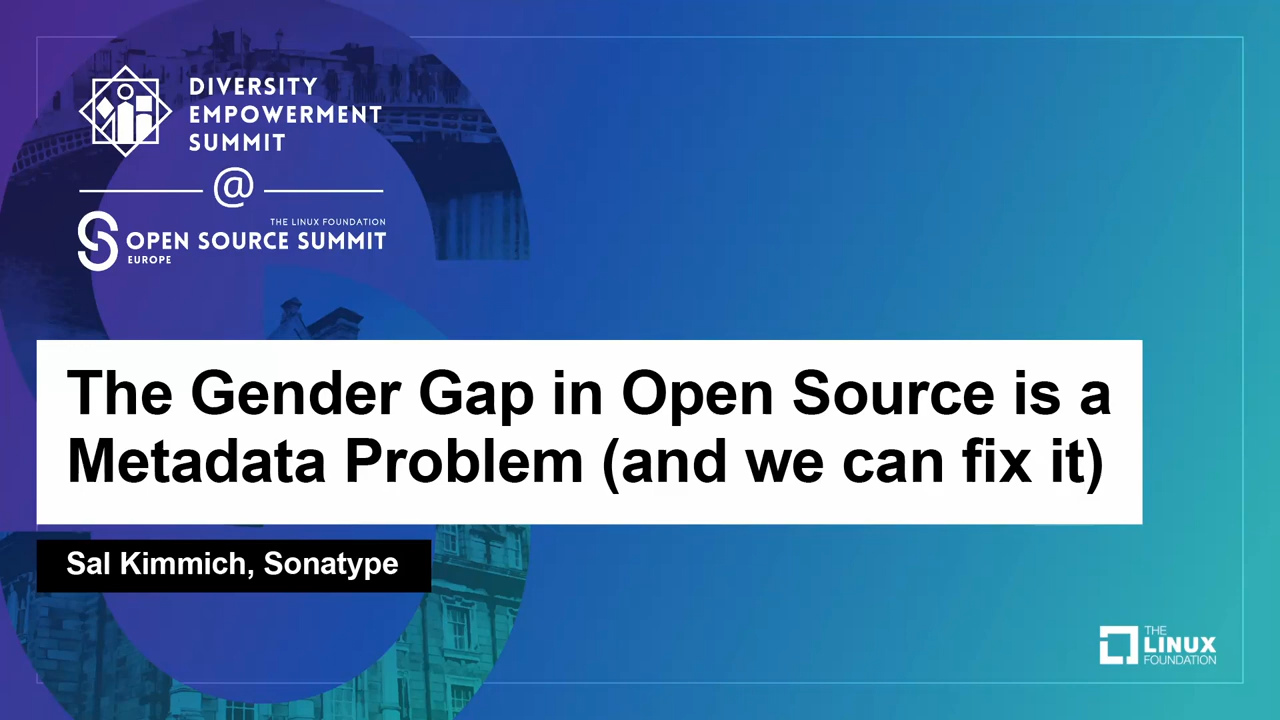 DIVERSITY
EMPOWERMENT
SUMMIT
@
THE LINUX FOUNDATION
OPEN SOURCE SUMMIT
EUROPE
The Gender Gap in Open Source is a
Metadata Problem (and we can fix it)
Sal Kimmich, Sonatype
THE
LINUX
FOUNDATION